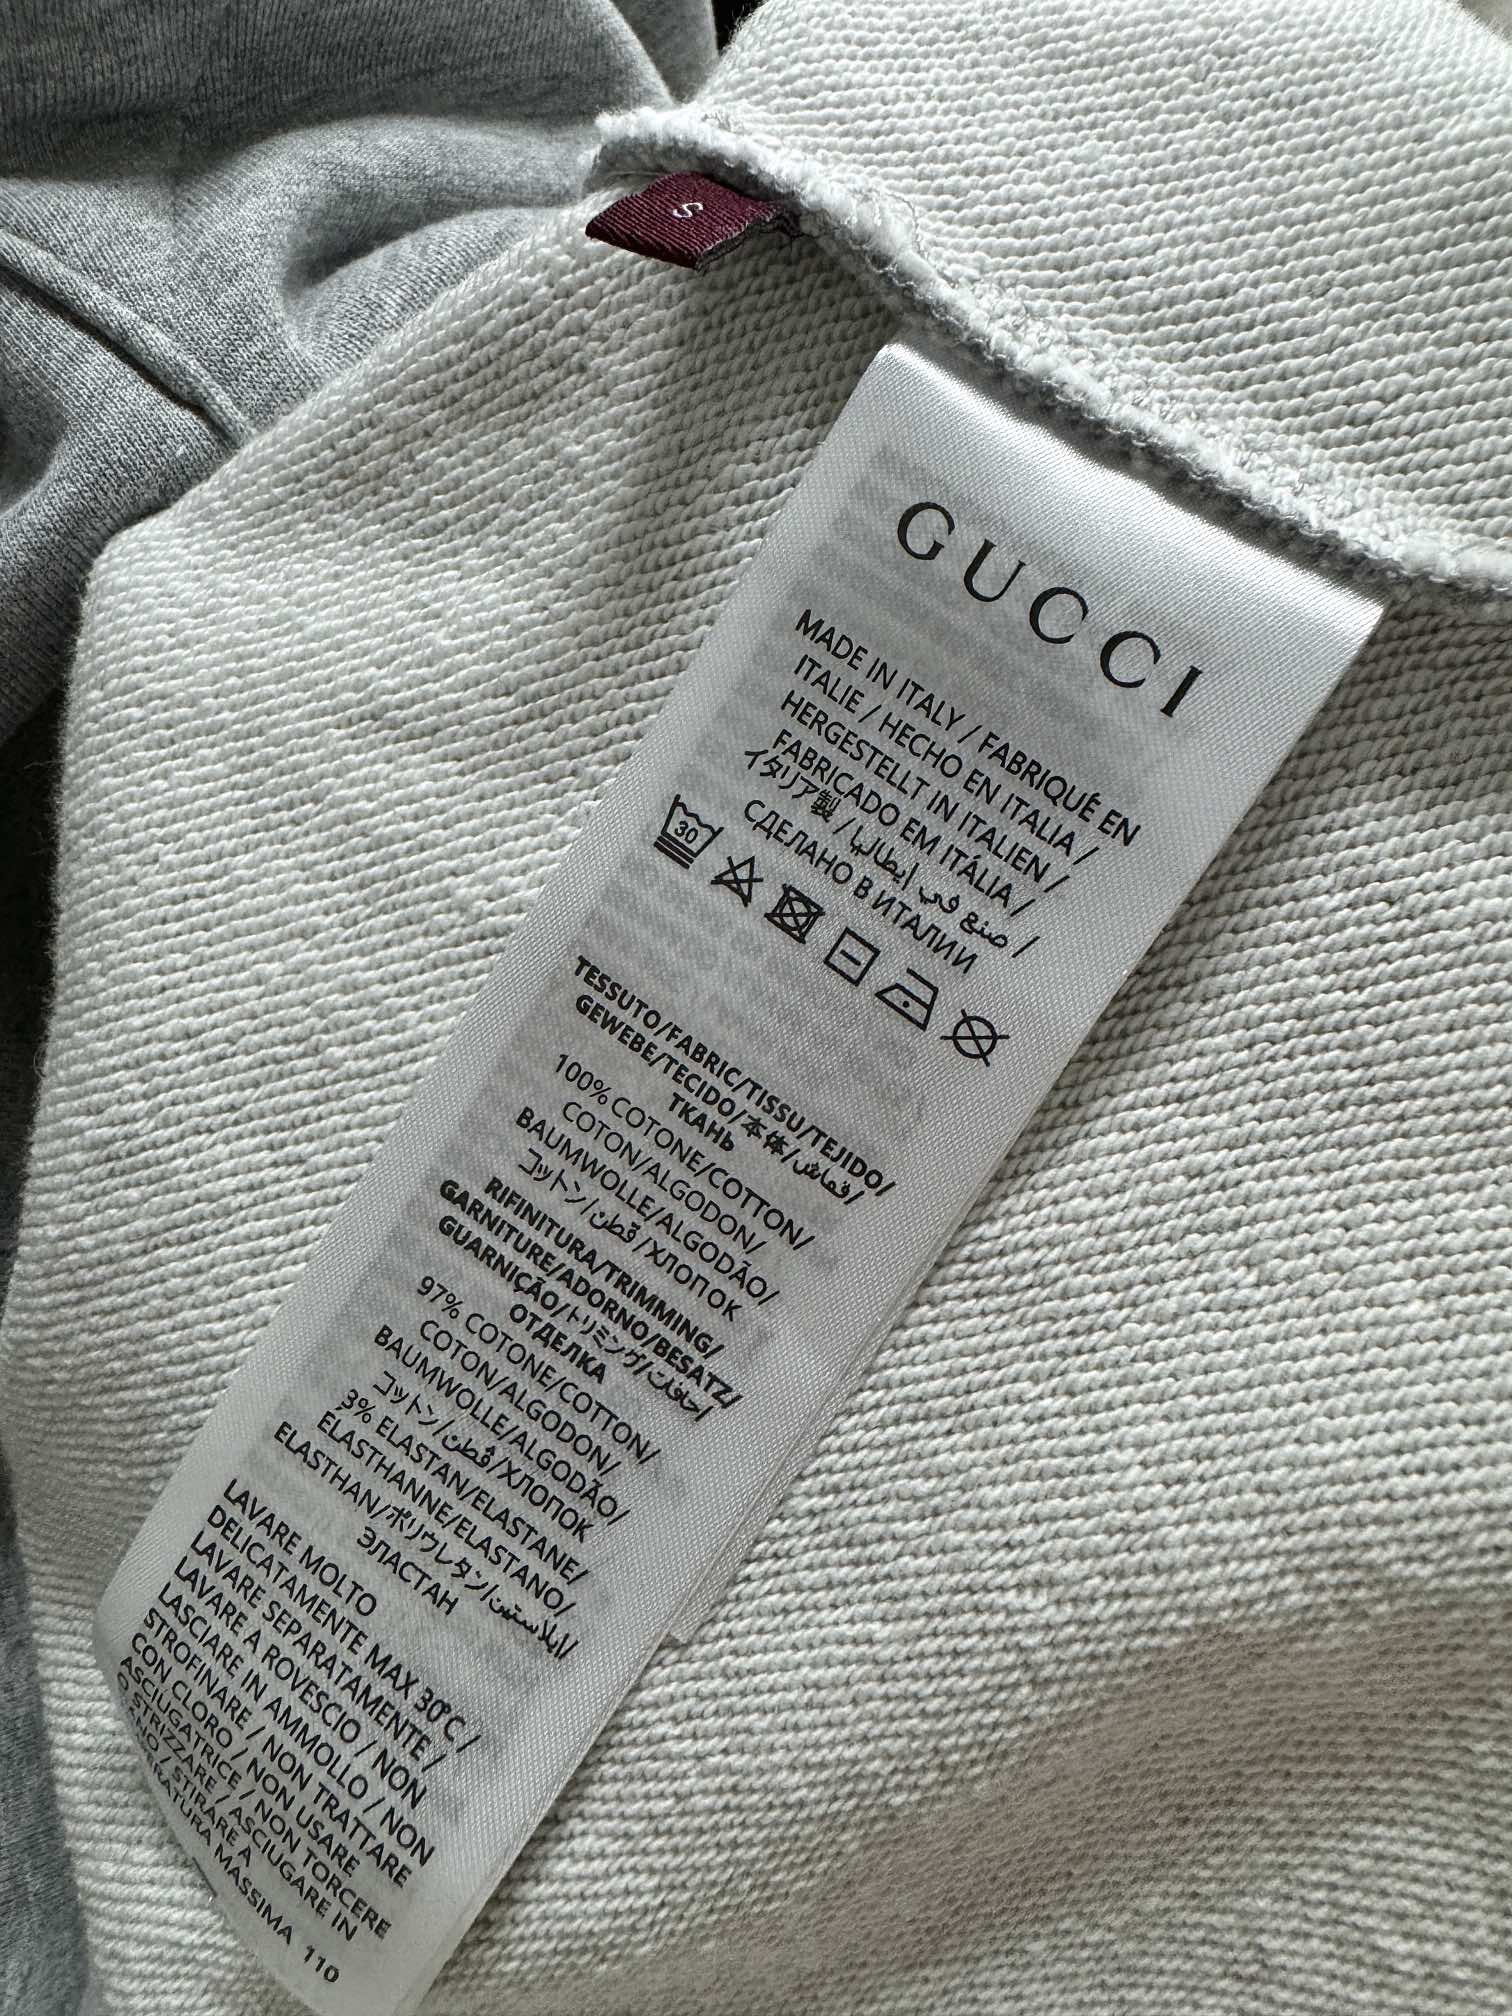 S
GUCCI
MADE IN ITALY / FABRIQUÉ EN
ITALIE / HECHO EN ITALIA /
HERGESTELLT IN ITALIEN /
FABRICADO EM ITÁLIA /
イタリア製 / صنع في إيطاليا /
СДЕЛАНО В ИТАЛИИ
30
TESSUTO/FABRIC/TISSU/TEJIDO/
GEWEBE/TECIDO/本体/قماش/
ТКАНЬ
100% COTONE/COTTON/
COTON/ALGODON/
BAUMWOLLE/ALGODÃO/
コットン/قطن/ХЛОПОК
RIFINITURA/TRIMMING/
GARNITURE/ADORNO/BESATZ/
GUARNIÇÃO/トリミング/حافات/
ОТДЕЛКА
97% COTONE/COTTON/
COTON/ALGODON/
BAUMWOLLE/ALGODÃO/
コットン/قطن/ХЛОПОК
3% ELASTAN/ELASTANE/
ÉLASTHANNE/ELASTANO/
ELASTHAN/ポリウレタン/ايلاستين/
ЭЛАСТАН
LAVARE MOLTO
DELICATAMENTE MAX 30°C /
LAVARE SEPARATAMENTE /
LAVARE A ROVESCIO / NON
LASCIARE IN AMMOLLO / NON
STROFINARE / NON TRATTARE
CON CLORO / NON USARE
ASCIUGATRICE / NON TORCERE
O STRIZZARE / ASCIUGARE IN
/ STIRARE A
MASSIMA 110